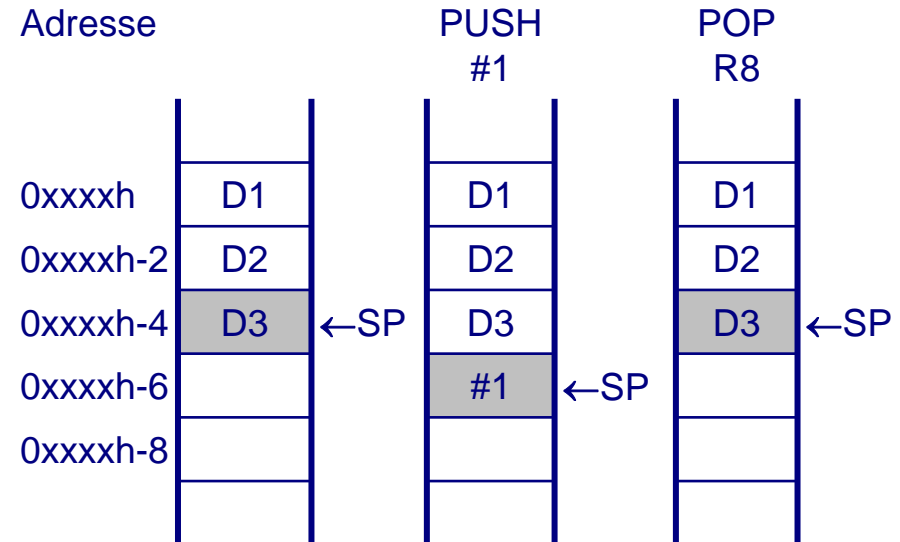 Adresse PUSH POP
#1 R8
0xxxxh D1 D1 D1
0xxxxh-2 D2 D2 D2
0xxxxh-4 D3 ←SP D3 D3 ←SP
0xxxxh-6 #1 ←SP
0xxxxh-8